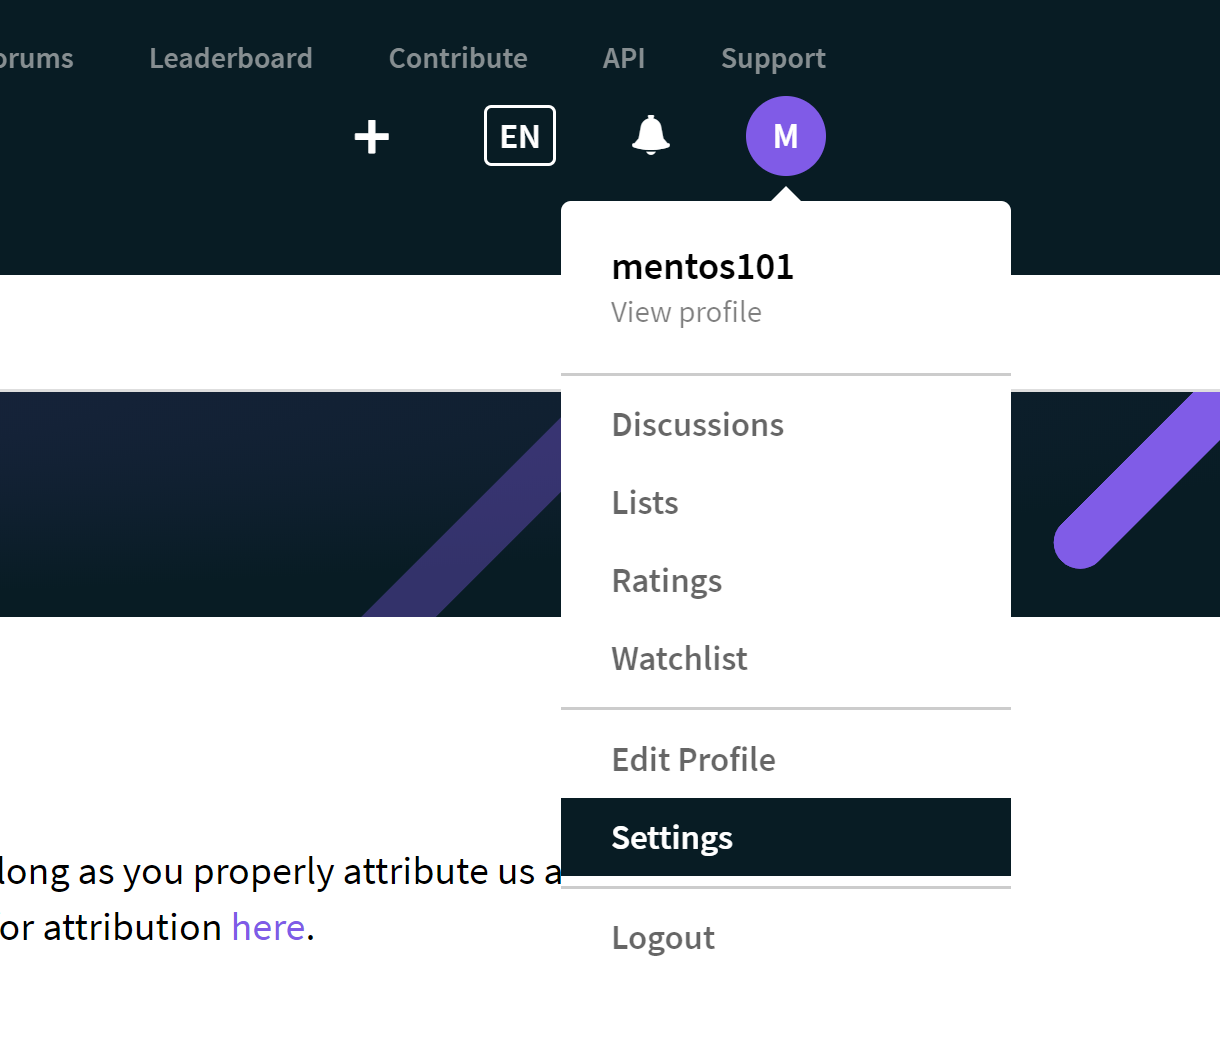 orums Leaderboard Contribute API Support
EN M
mentos101
View profile
Discussions
Lists
Ratings
Watchlist
Edit Profile
Settings
long as you properly attribute us a
or attribution here.
Logout